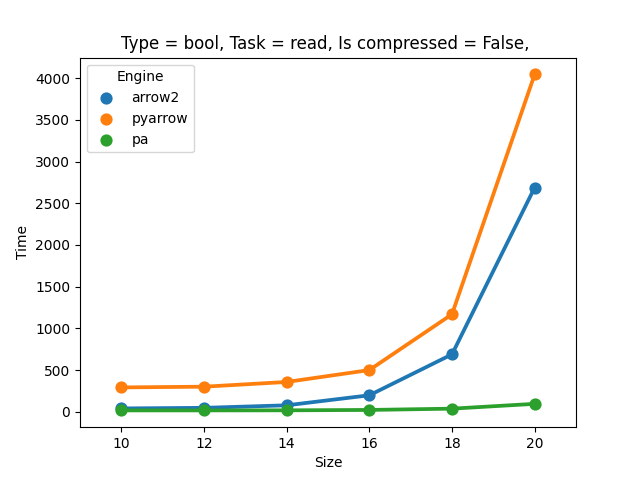 Type = bool, Task = read, Is compressed = False,
Engine
arrow2
pyarrow
pa
4000
3500
3000
2500
2000
1500
1000
500
0
Time
10 12 14 16 18 20
Size